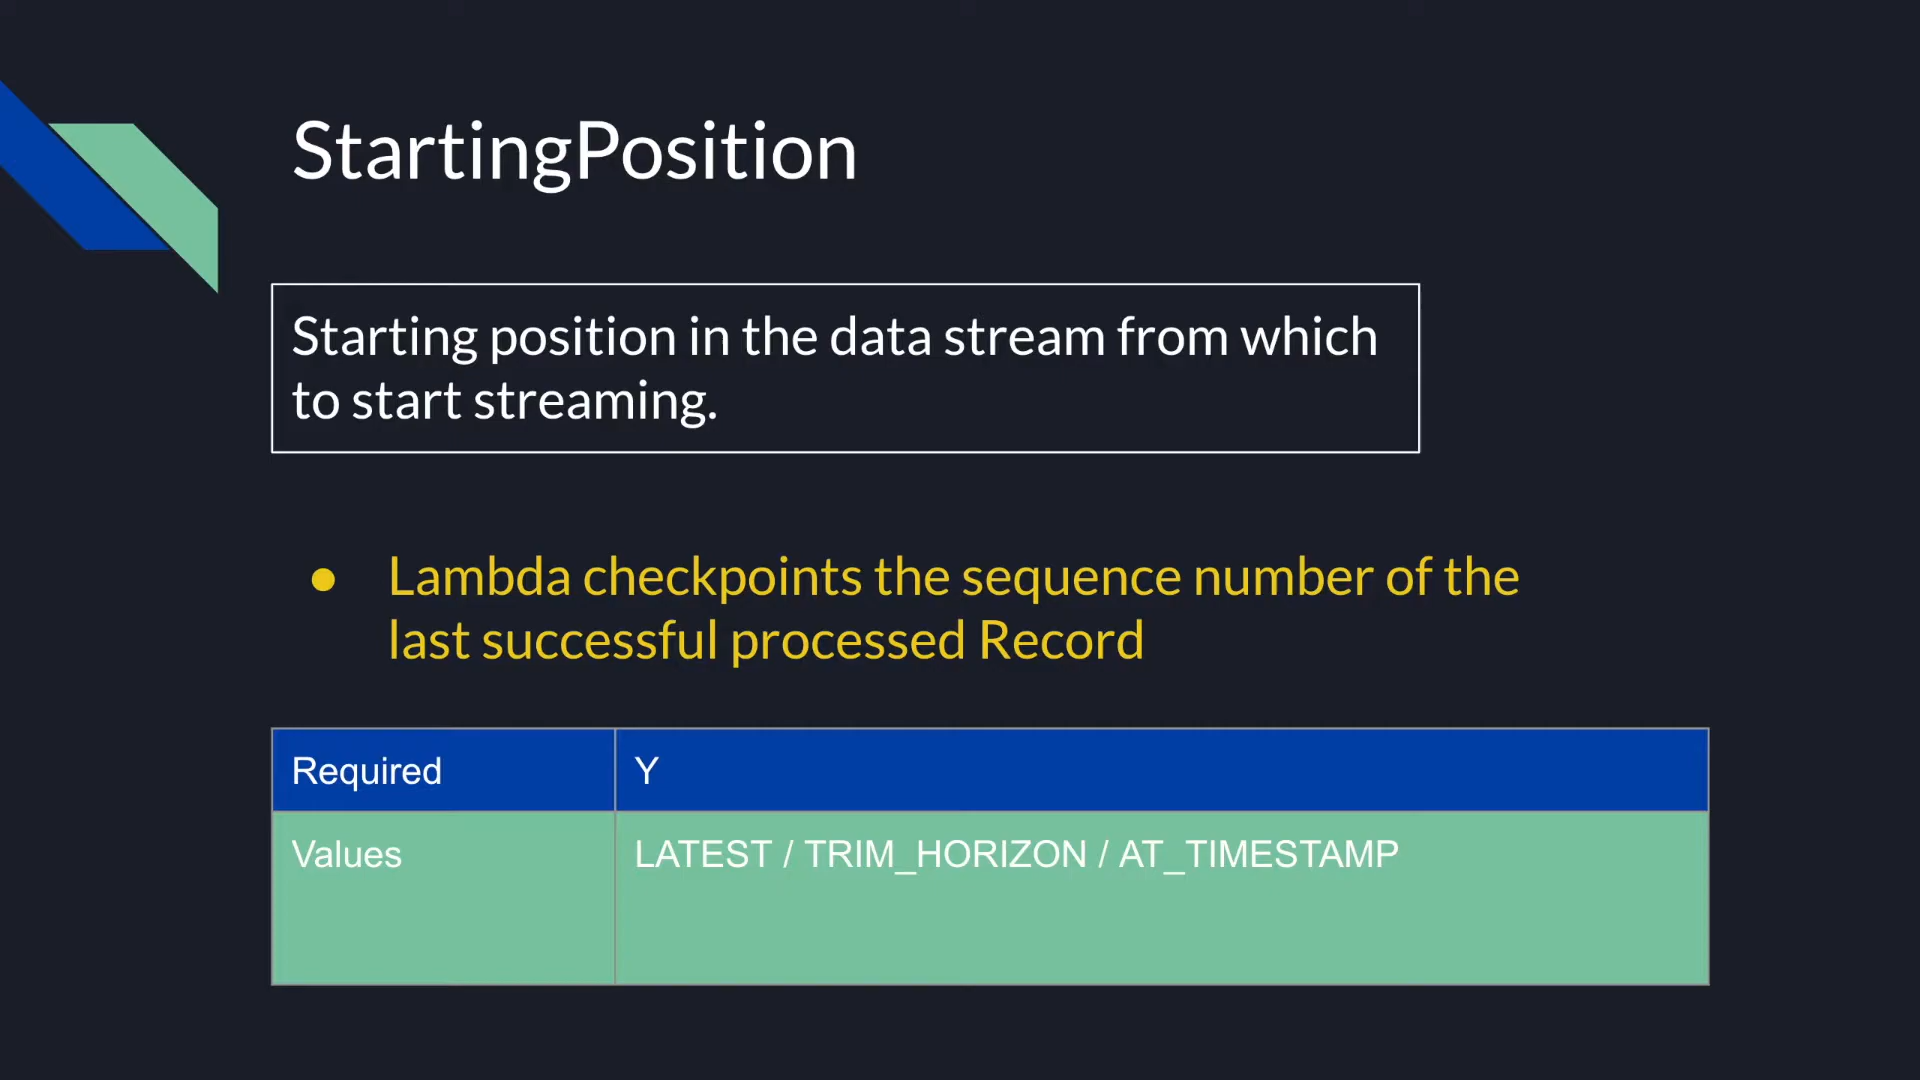 StartingPosition
Starting position in the data stream from which
to start streaming.
● Lambda checkpoints the sequence number of the
last successful processed Record
Required Y
Values LATEST / TRIM_HORIZON / AT_TIMESTAMP